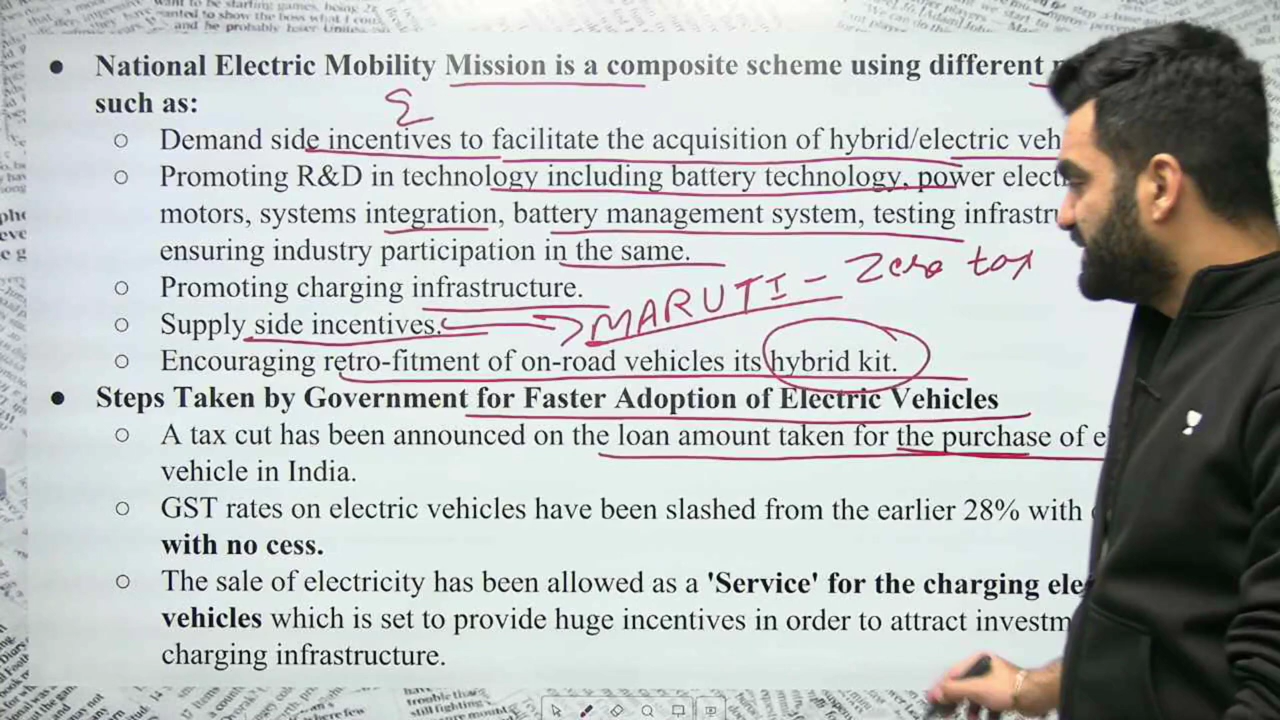 ● National Electric Mobility Mission is a composite scheme using different
such as:
○ Demand side incentives to facilitate the acquisition of hybrid/electric veh
○ Promoting R&D in technology including battery technology, power elect
motors, systems integration, battery management system, testing infrastru
ensuring industry participation in the same.
○ Promoting charging infrastructure.
○ Supply side incentives.
MARUTI - Zero tax
○ Encouraging retro-fitment of on-road vehicles its hybrid kit.
● Steps Taken by Government for Faster Adoption of Electric Vehicles
○ A tax cut has been announced on the loan amount taken for the purchase of el
vehicle in India.
○ GST rates on electric vehicles have been slashed from the earlier 28% with
with no cess.
○ The sale of electricity has been allowed as a 'Service' for the charging ele
vehicles which is set to provide huge incentives in order to attract investm
charging infrastructure.